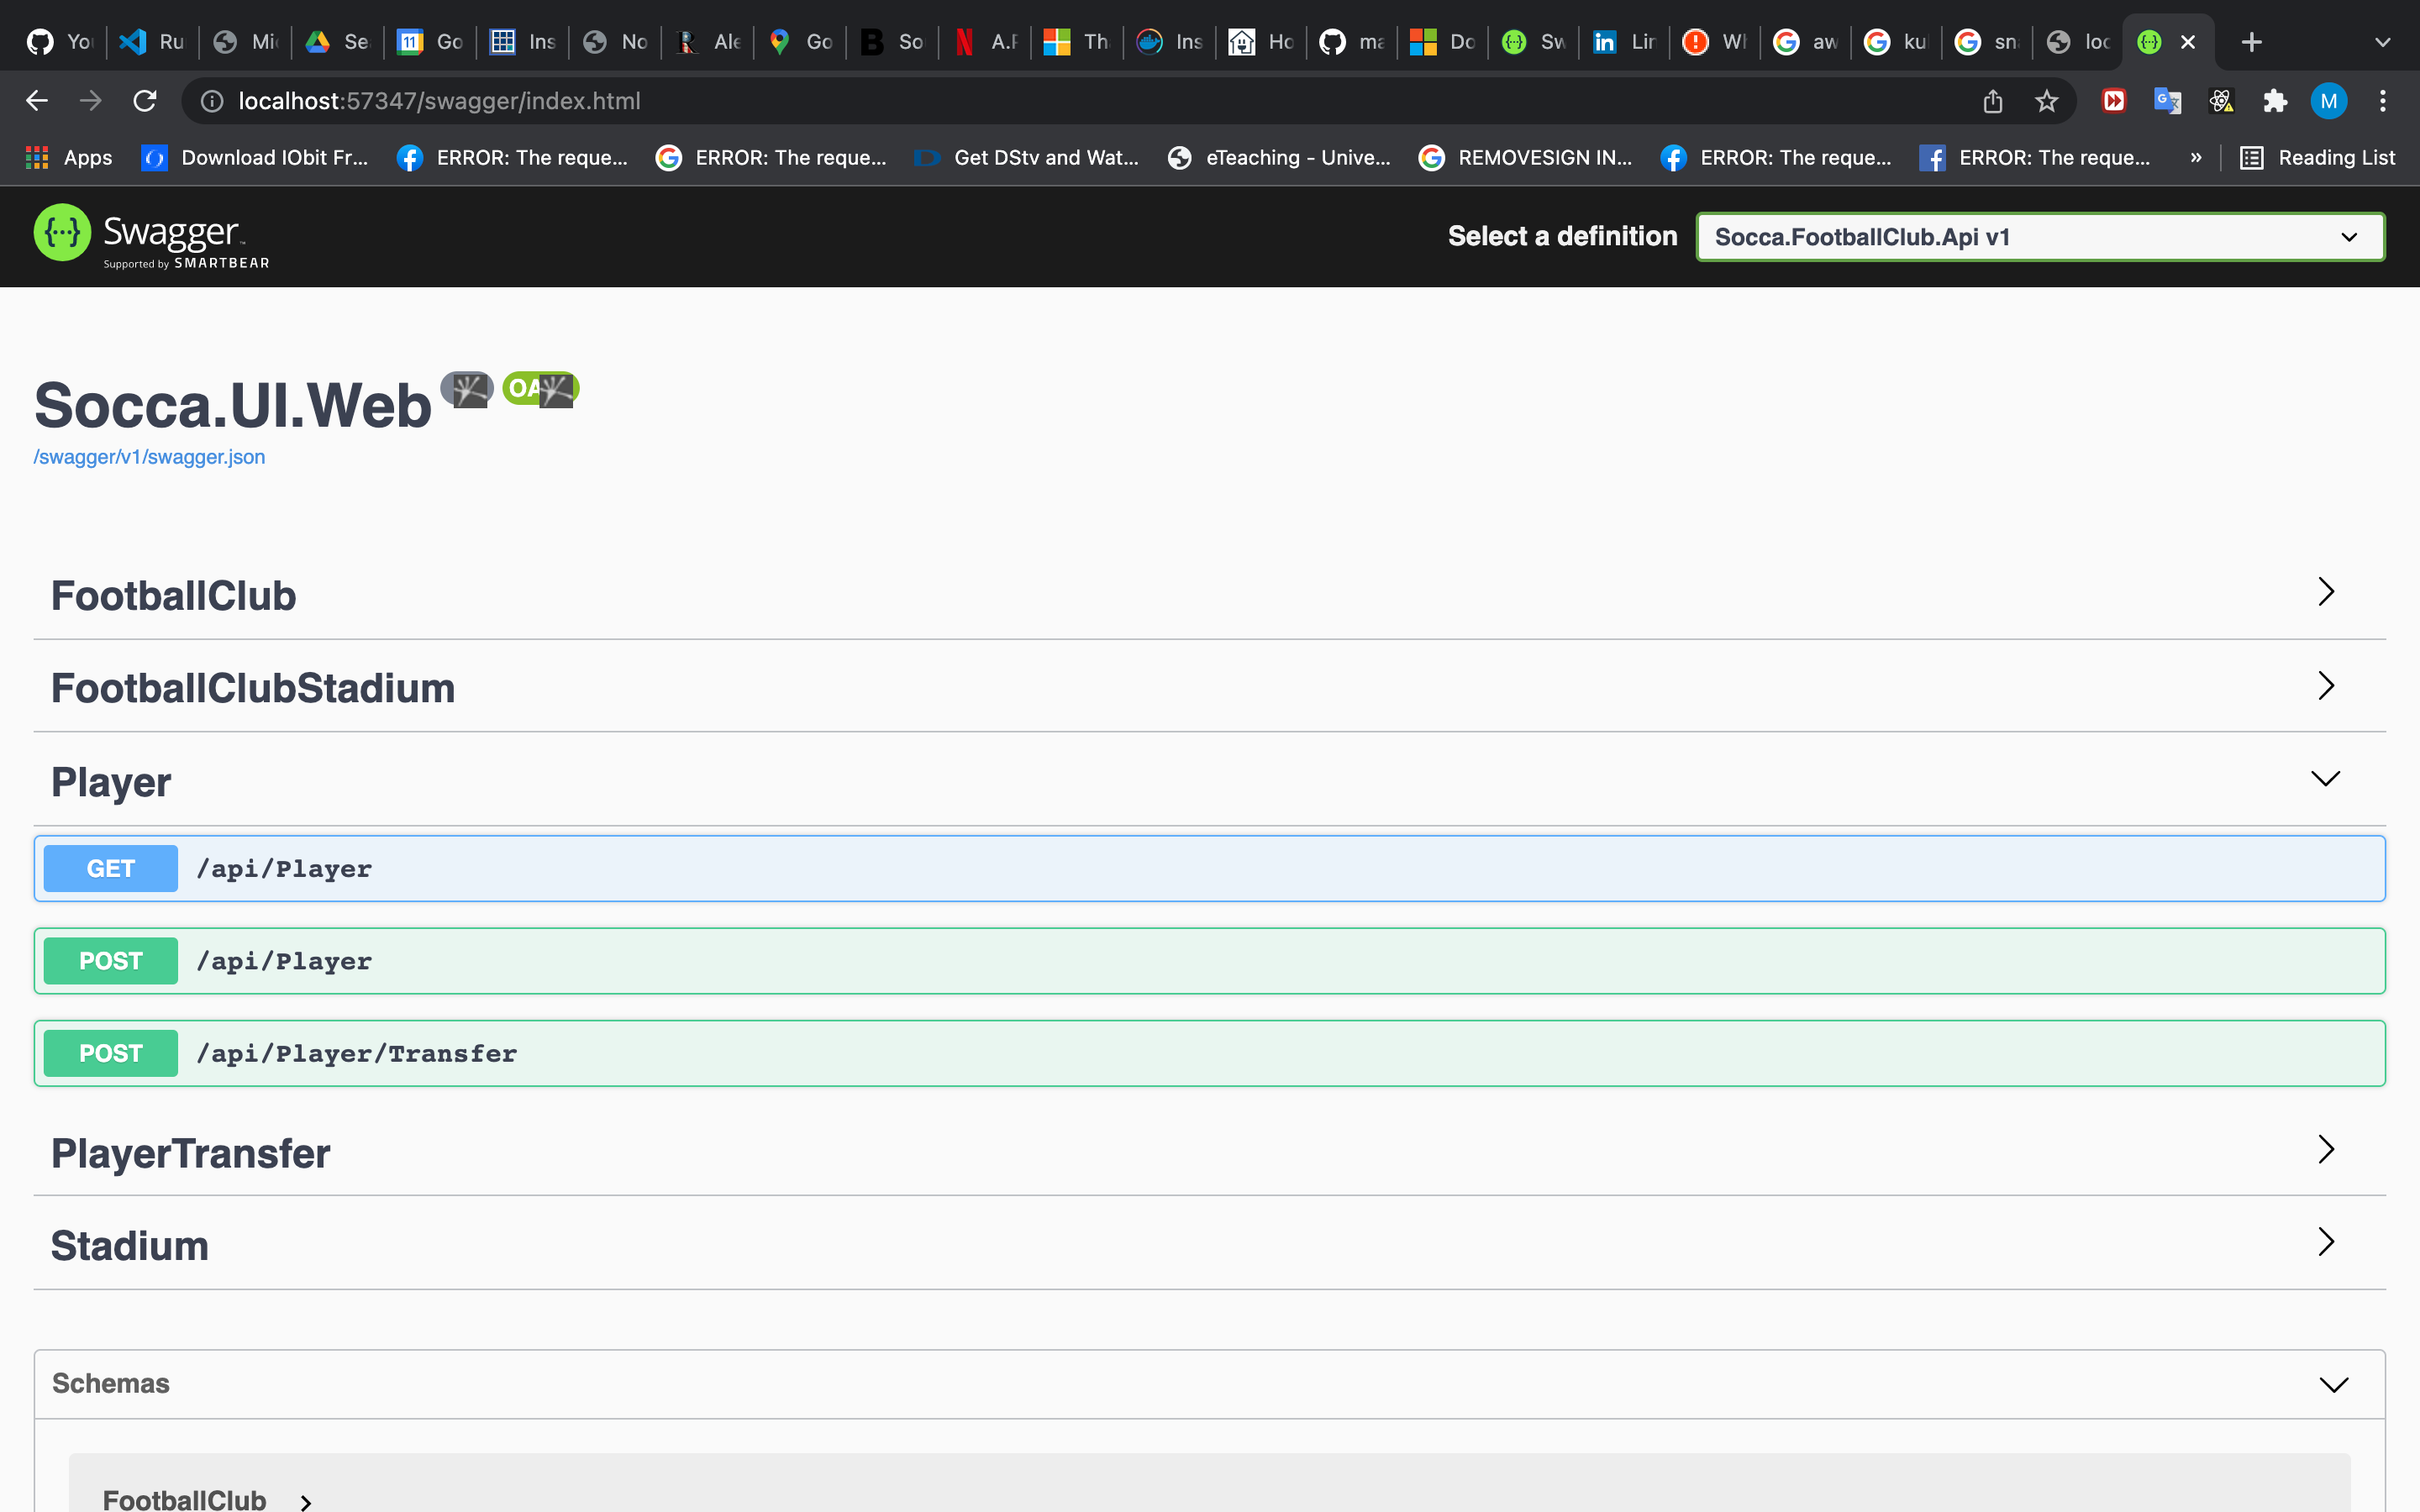 You Ru Mi Se Go Ins No Ale Go So A.F Th Ins Ho ma Do Sw Lin Wh aw ku sn loc
localhost:57347/swagger/index.html M
Apps Download IObit Fr... ERROR: The reque... ERROR: The reque... Get DStv and Wat... eTeaching - Unive... REMOVESIGN IN... ERROR: The reque... ERROR: The reque... » Reading List
Swagger
Supported by SMARTBEAR
Select a definition Socca.FootballClub.Api v1
Socca.UI.Web OA
/swagger/v1/swagger.json
FootballClub
FootballClubStadium
Player
GET /api/Player
POST /api/Player
POST /api/Player/Transfer
PlayerTransfer
Stadium
Schemas
FootballClub